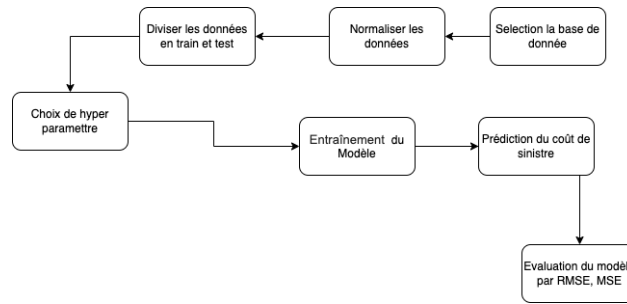 Selection la base de
donnée
Normaliser les
données
Diviser les données
en train et test
Choix de hyper
paramettre
Entraînement du
Modèle
Prédiction du coût de
sinistre
Evaluation du modèl
par RMSE, MSE